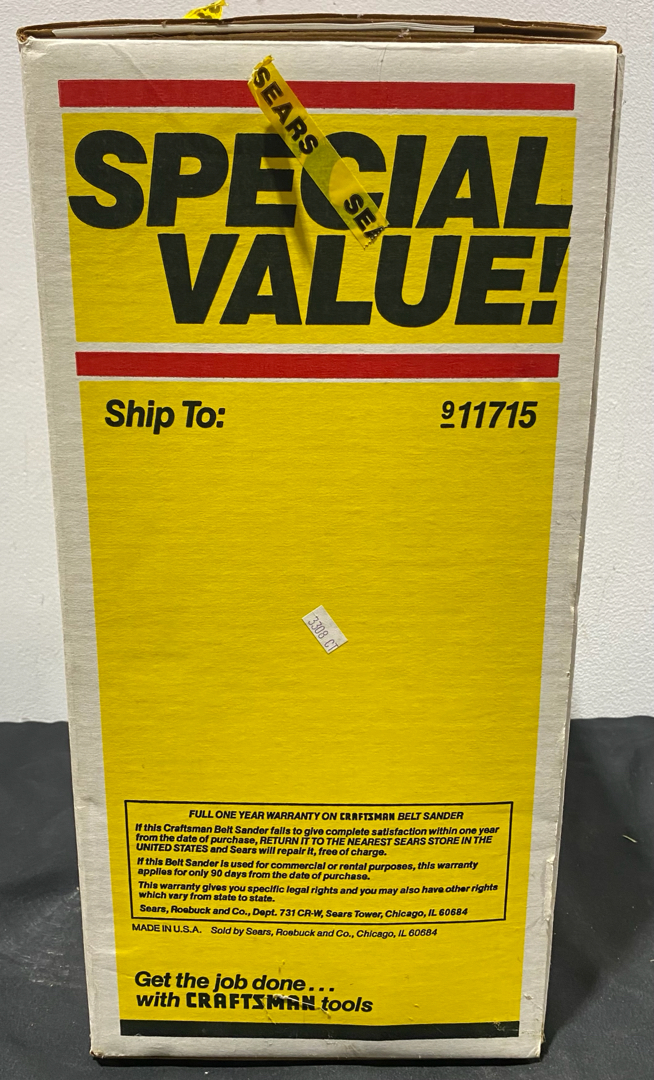 SEARS
SEA
SPECIAL
VALUE!
Ship To: 911715
3308 CT
FULL ONE YEAR WARRANTY ON CRAFTSMAN BELT SANDER
If this Craftsman Belt Sander fails to give complete satisfaction within one year
from the date of purchase, RETURN IT TO THE NEAREST SEARS STORE IN THE
UNITED STATES and Sears will repair it, free of charge.
If this Belt Sander is used for commercial or rental purposes, this warranty
applies for only 90 days from the date of purchase.
This warranty gives you specific legal rights and you may also have other rights
which vary from state to state.
Sears, Roebuck and Co., Dept. 731 CR-W, Sears Tower, Chicago, IL 60684
MADE IN U.S.A. Sold by Sears, Roebuck and Co., Chicago, IL 60684
Get the job done...
with CRAFTSMAN tools